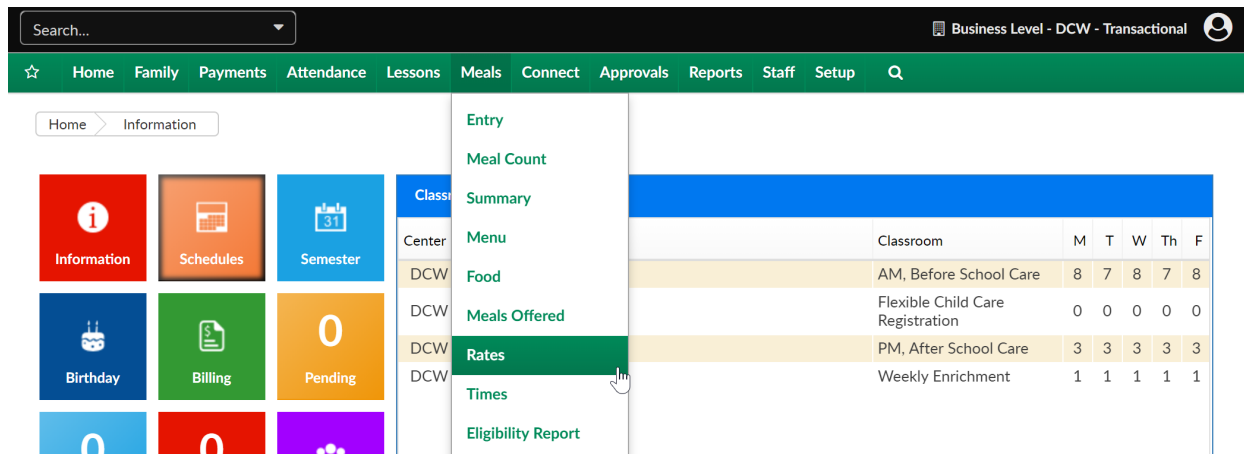 Search...
Business Level - DCW - Transactional
Home Family Payments Attendance Lessons Meals Connect Approvals Reports Staff Setup
Home Information
Entry
Meal Count
Summary
Menu
Food
Meals Offered
Rates
Times
Eligibility Report
Information Schedules 31 Semester
Birthday Billing 0 Pending
0 0
Center Classroom M T W Th F
DCW AM, Before School Care 8 7 8 7 8
DCW Flexible Child Care
Registration 0 0 0 0 0
DCW PM, After School Care 3 3 3 3 3
DCW Weekly Enrichment 1 1 1 1 1